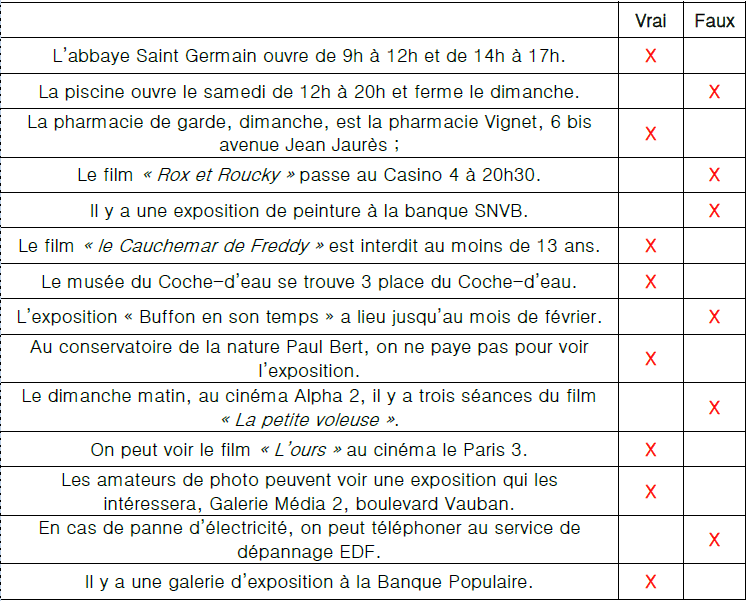 Vrai Faux
L'abbaye Saint Germain ouvre de 9h à 12h et de 14h à 17h. X
La piscine ouvre le samedi de 12h à 20h et ferme le dimanche. X
La pharmacie de garde, dimanche, est la pharmacie Vignet, 6 bis
avenue Jean Jaurès ; X
Le film « Rox et Roucky » passe au Casino 4 à 20h30. X
Il y a une exposition de peinture à la banque SNVB. X
Le film « le Cauchemar de Freddy » est interdit au moins de 13 ans. X
Le musée du Coche-d'eau se trouve 3 place du Coche-d'eau. X
L'exposition « Buffon en son temps » a lieu jusqu'au mois de février. X
Au conservatoire de la nature Paul Bert, on ne paye pas pour voir
l'exposition. X
Le dimanche matin, au cinéma Alpha 2, il y a trois séances du film
« La petite voleuse ». X
On peut voir le film « L'ours » au cinéma le Paris 3. X
Les amateurs de photo peuvent voir une exposition qui les
intéressera, Galerie Média 2, boulevard Vauban. X
En cas de panne d'électricité, on peut téléphoner au service de
dépannage EDF. X
Il y a une galerie d'exposition à la Banque Populaire. X